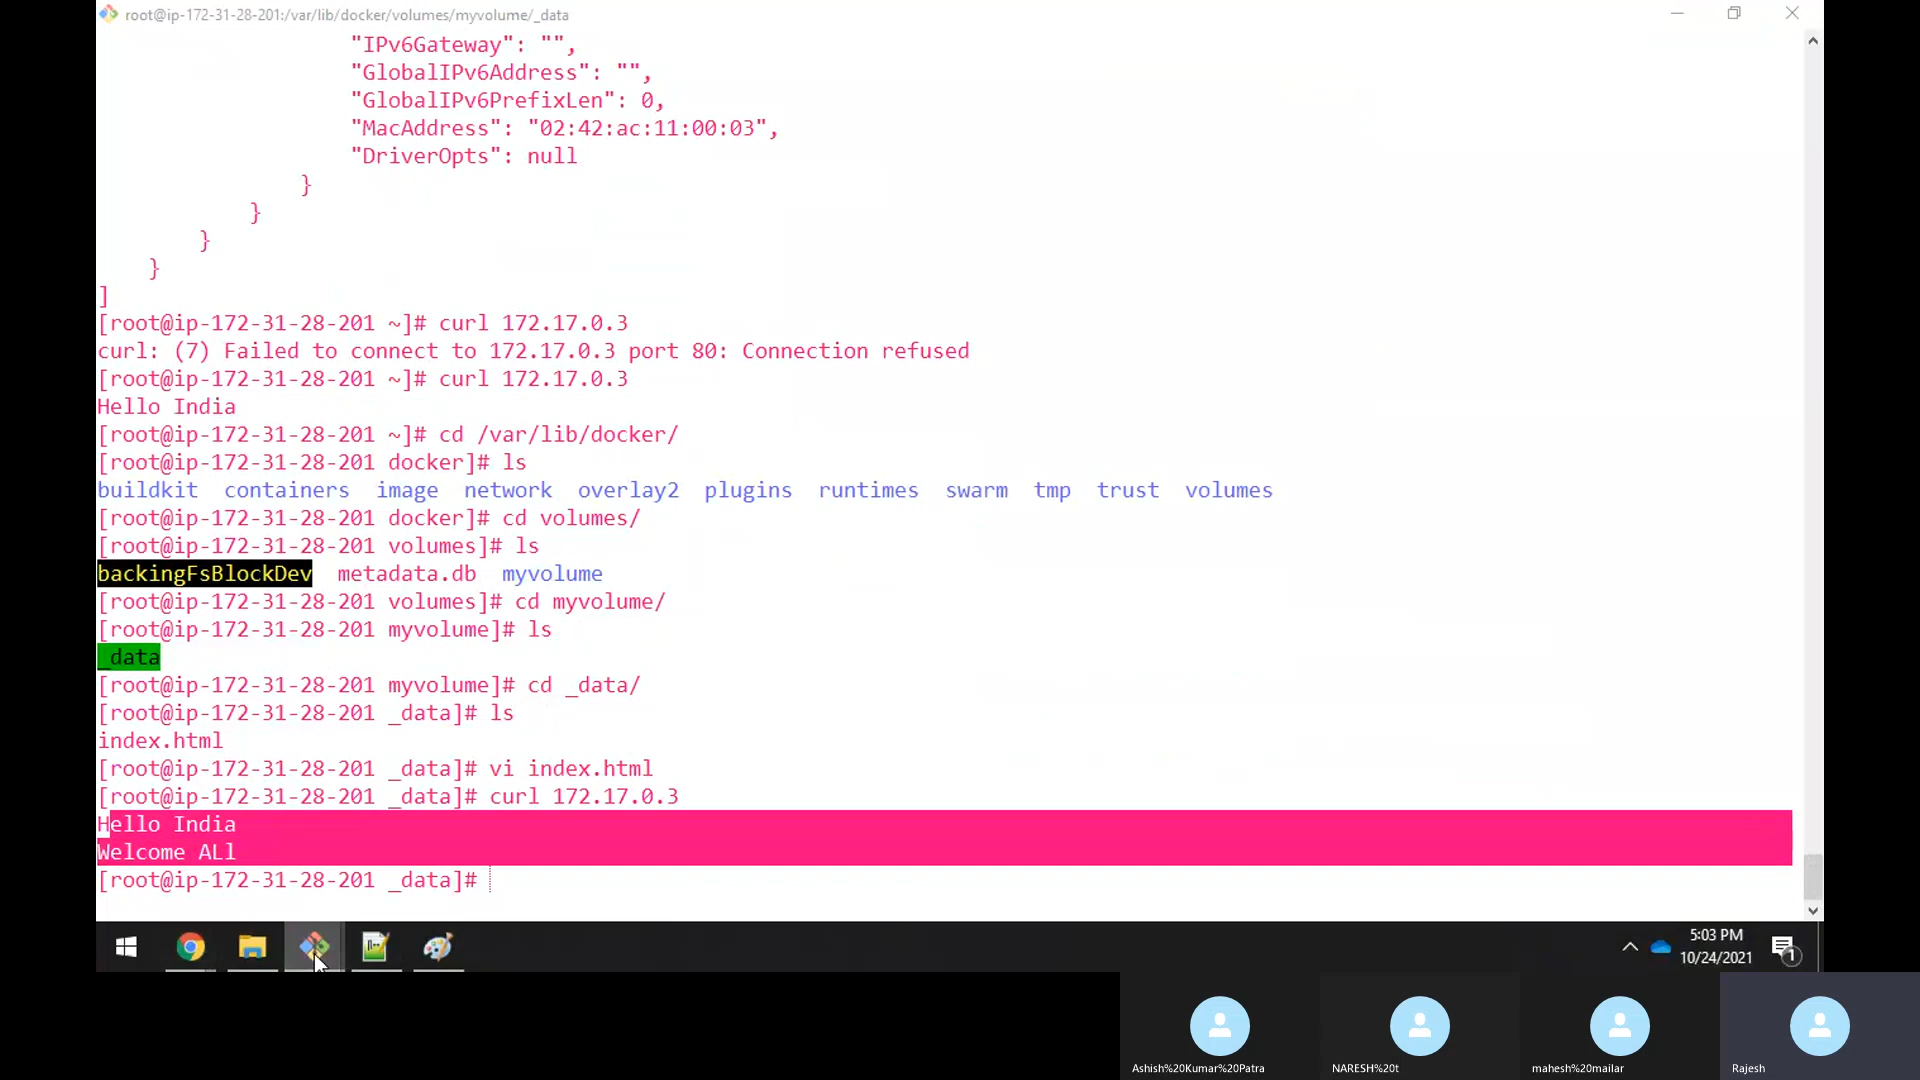 root@ip-172-31-28-201:/var/lib/docker/volumes/myvolume/_data
"IPv6Gateway": "",
"GlobalIPv6Address": "",
"GlobalIPv6PrefixLen": 0,
"MacAddress": "02:42:ac:11:00:03",
"DriverOpts": null
}
}
}
}
]
[root@ip-172-31-28-201 ~]# curl 172.17.0.3
curl: (7) Failed to connect to 172.17.0.3 port 80: Connection refused
[root@ip-172-31-28-201 ~]# curl 172.17.0.3
Hello India
[root@ip-172-31-28-201 ~]# cd /var/lib/docker/
[root@ip-172-31-28-201 docker]# ls
buildkit containers image network overlay2 plugins runtimes swarm tmp trust volumes
[root@ip-172-31-28-201 docker]# cd volumes/
[root@ip-172-31-28-201 volumes]# ls
backingFsBlockDev metadata.db myvolume
[root@ip-172-31-28-201 volumes]# cd myvolume/
[root@ip-172-31-28-201 myvolume]# ls
_data
[root@ip-172-31-28-201 myvolume]# cd _data/
[root@ip-172-31-28-201 _data]# ls
index.html
[root@ip-172-31-28-201 _data]# vi index.html
[root@ip-172-31-28-201 _data]# curl 172.17.0.3
Hello India
Welcome ALl
[root@ip-172-31-28-201 _data]#
5:03 PM
10/24/2021
1
Ashish%20Kumar%20Patra
NARESH%20t
mahesh%20mailar
Rajesh